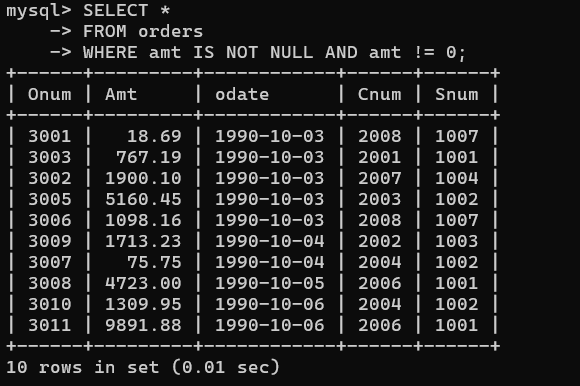 mysql> SELECT *
    -> FROM orders
    -> WHERE amt IS NOT NULL AND amt != 0;
+------+---------+------------+------+------+
| Onum | Amt     | odate      | Cnum | Snum |
+------+---------+------------+------+------+
| 3001 |   18.69 | 1990-10-03 | 2008 | 1007 |
| 3003 |  767.19 | 1990-10-03 | 2001 | 1001 |
| 3002 | 1900.10 | 1990-10-03 | 2007 | 1004 |
| 3005 | 5160.45 | 1990-10-03 | 2003 | 1002 |
| 3006 | 1098.16 | 1990-10-03 | 2008 | 1007 |
| 3009 | 1713.23 | 1990-10-04 | 2002 | 1003 |
| 3007 |   75.75 | 1990-10-04 | 2004 | 1002 |
| 3008 | 4723.00 | 1990-10-05 | 2006 | 1001 |
| 3010 | 1309.95 | 1990-10-06 | 2004 | 1002 |
| 3011 | 9891.88 | 1990-10-06 | 2006 | 1001 |
+------+---------+------------+------+------+
10 rows in set (0.01 sec)